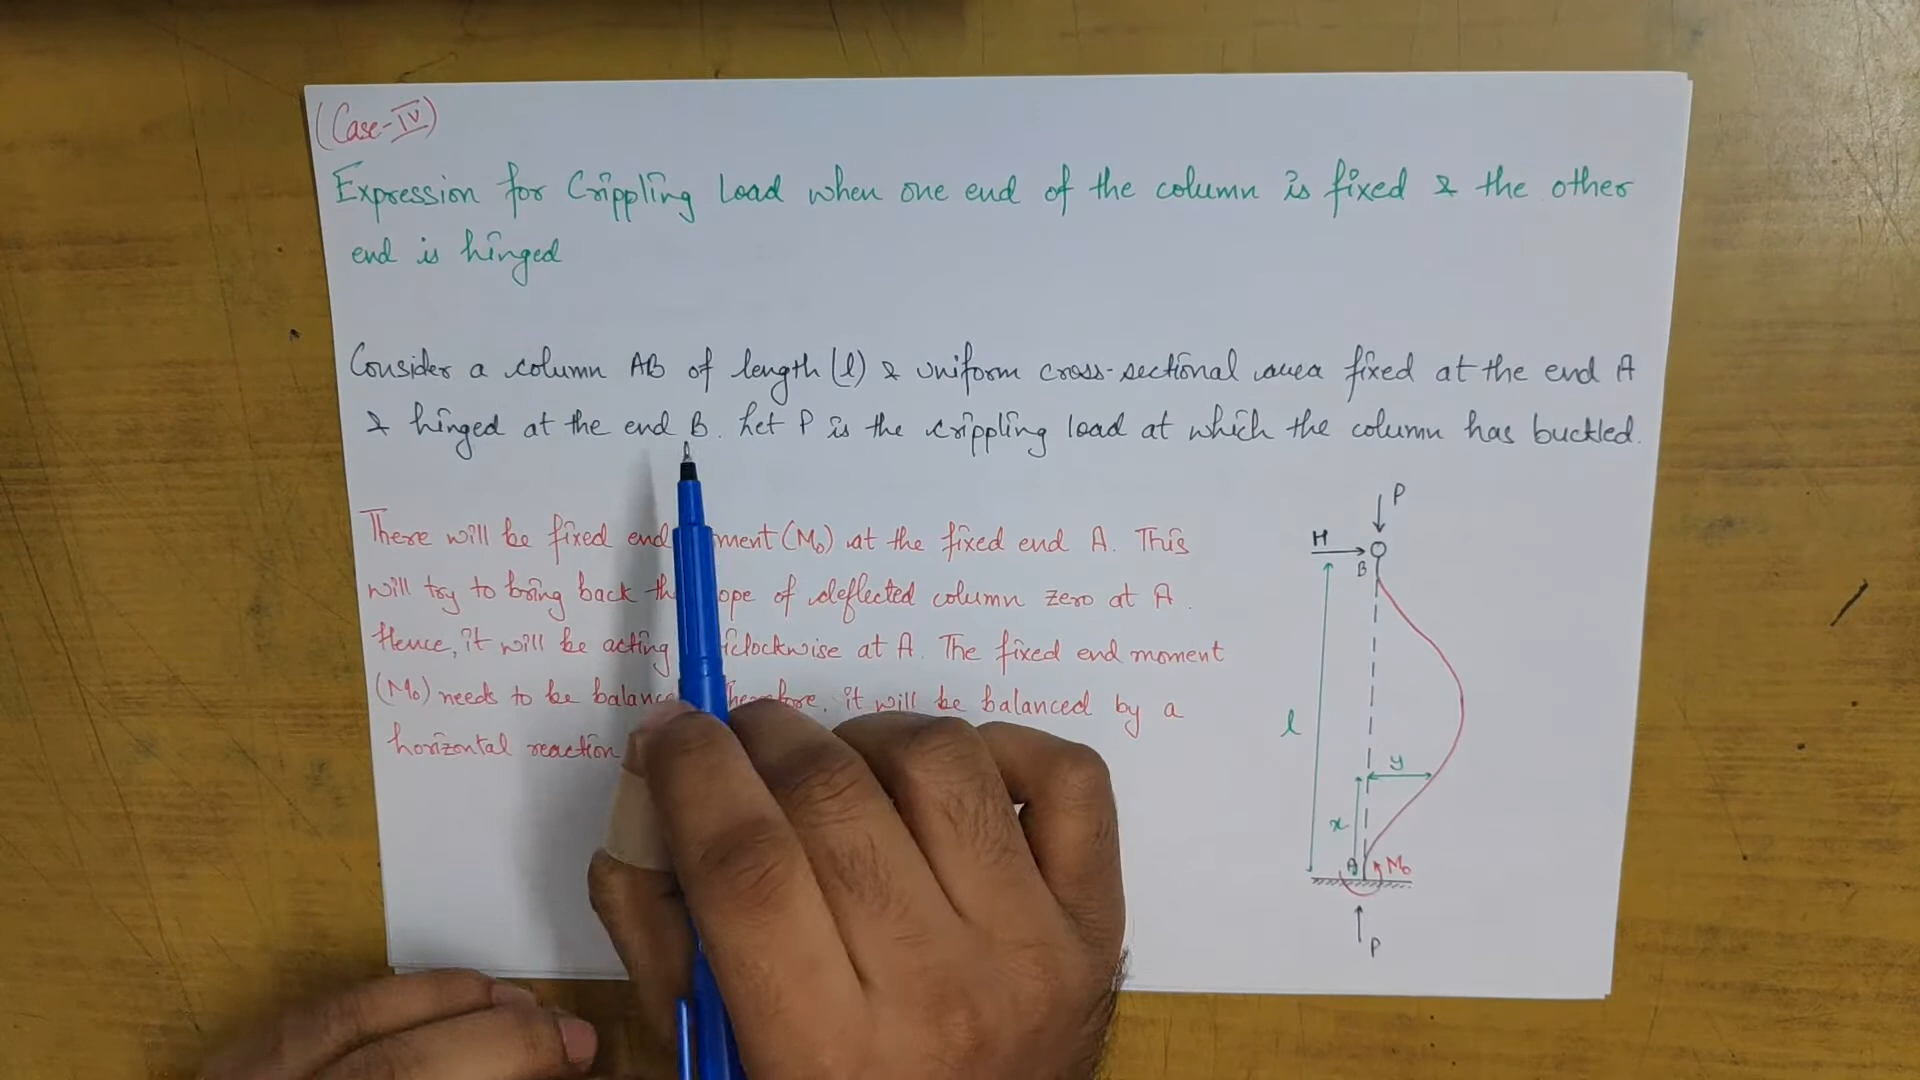 (Case-IV)
Expression for Crippling Load when one end of the column is fixed & the other
end is hinged
Consider a column AB of length (l) & uniform cross-sectional area fixed at the end A
& hinged at the end B. Let P is the crippling load at which the column has buckled.
There will be fixed end ment (M₀) at the fixed end A. This
will try to bring back th ope of deflected column zero at A.
Hence, it will be acting iclockwise at A. The fixed end moment
(M₀) needs to be balance Therefore, it will be balanced by a
horizontal reaction
P
H
B
l
y
x
A M₀
P